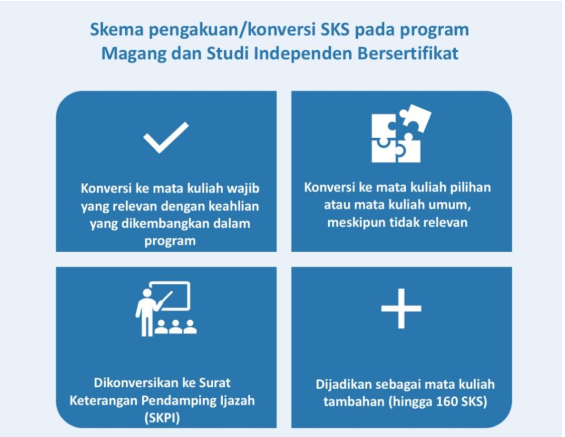 Skema pengakuan/konversi SKS pada program
Magang dan Studi Independen Bersertifikat
Konversi ke mata kuliah wajib
yang relevan dengan keahlian
yang dikembangkan dalam
program
Konversi ke mata kuliah pilihan
atau mata kuliah umum,
meskipun tidak relevan
Dikonversikan ke Surat
Keterangan Pendamping Ijazah
(SKPI)
Dijadikan sebagai mata kuliah
tambahan (hingga 160 SKS)